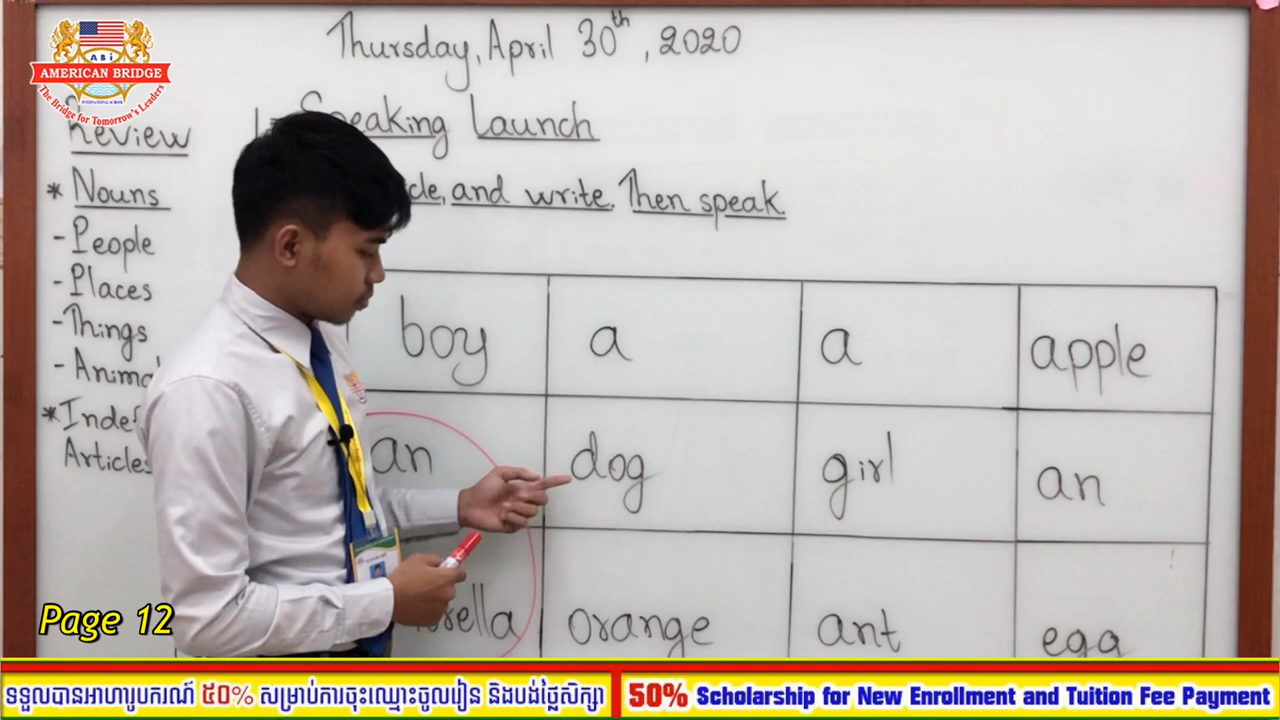 Thursday, April 30th, 2020
ABi
AMERICAN BRIDGE
The Bridge for Tomorrow's Leaders
Review
Speaking Launch
* Nouns
and write. Then speak.
- People
- Places
- Things
boy a a apple
Articles
an dog girl an
orange ant egg
Page 12
ទទួលបានអាហារូបករណ៍ ៥០% សម្រាប់ការចុះឈ្មោះចូលរៀន និងបង់ថ្លៃសិក្សា
50% Scholarship for New Enrollment and Tuition Fee Payment